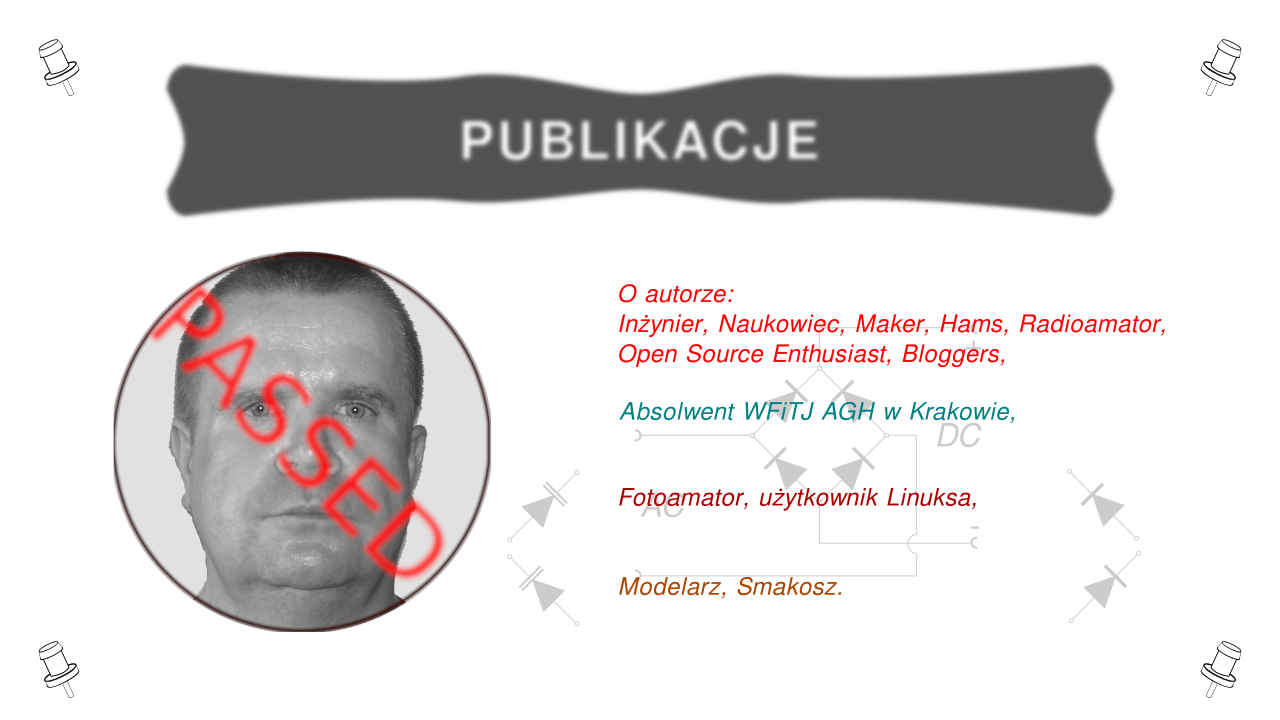 PUBLIKACJE
PASSED
O autorze:
Inżynier, Naukowiec, Maker, Hams, Radioamator,
Open Source Enthusiast, Bloggers,
Absolwent WFiTJ AGH w Krakowie,
Fotoamator, użytkownik Linuksa,
Modelarz, Smakosz.
+
DC
AC
-